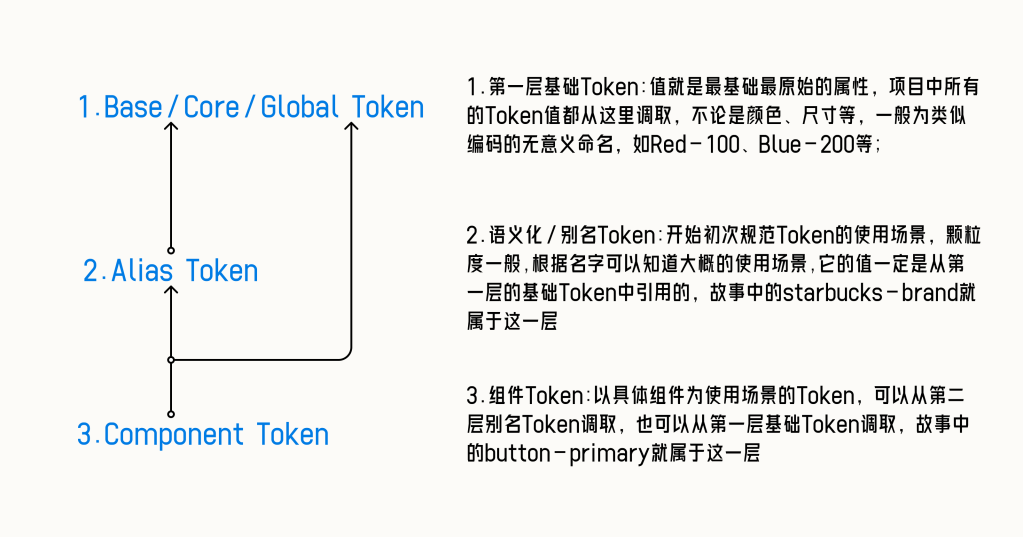 1.Base/Core/Global Token
2.Alias Token
3.Component Token
1.第一层基础Token:值就是最基础最原始的属性，项目中所有
的Token值都从这里调取，不论是颜色、尺寸等，一般为类似
编码的无意义命名，如Red-100、Blue-200等；
2.语义化/别名Token:开始初次规范Token的使用场景，颗粒
度一般,根据名字可以知道大概的使用场景,它的值一定是从第
一层的基础Token中引用的，故事中的starbucks-brand就
属于这一层
3.组件Token:以具体组件为使用场景的Token，可以从第二
层别名Token调取，也可以从第一层基础Token调取，故事中
的button-primary就属于这一层